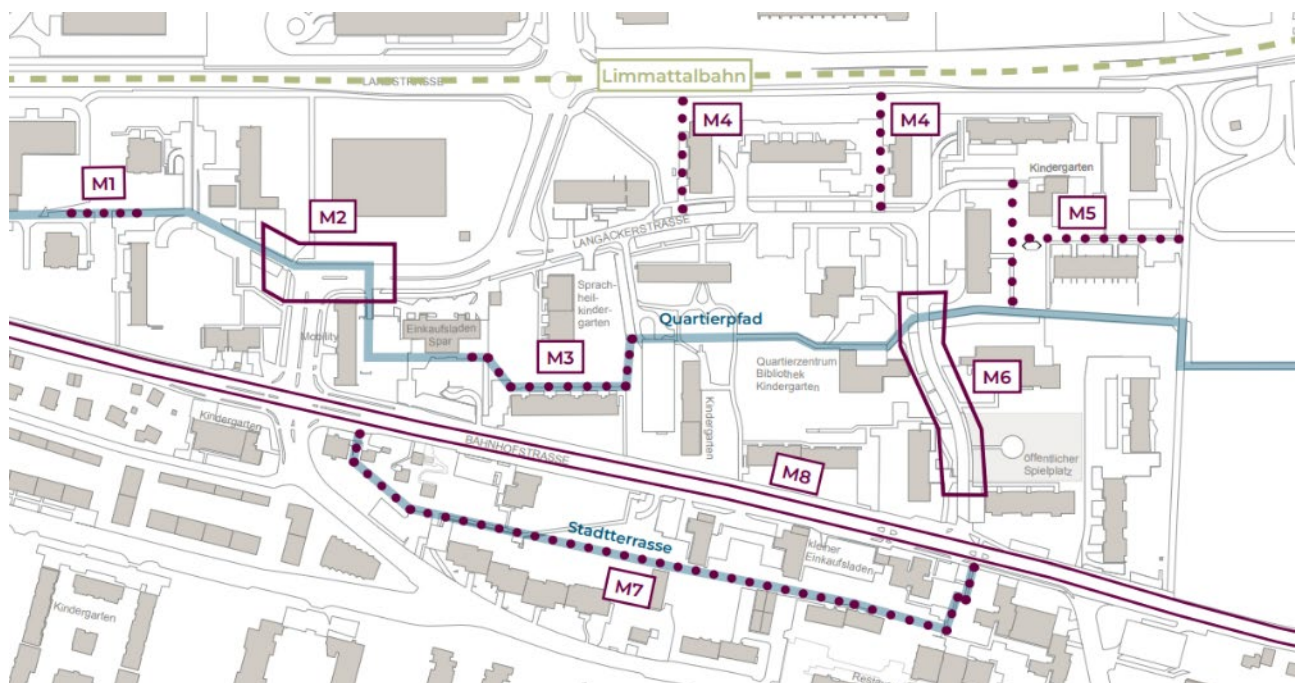 Limmattalbahn
LANDSTRASSE
M4
M4
Kindergarten
M1
M5
M2
LANGÄCKERSTRASSE
Sprach-
heil-
kinder-
garten
Quartierpfad
Mobility
Einkaufsladen
Spar
M3
Quartierzentrum
Bibliothek
Kindergarten
M6
Kindergarten
Kindergarten
BAHNHOFSTRASSE
M8
öffentlicher
Spielplatz
Stadtterrasse
kleiner
Einkaufsladen
M7
Kindergarten